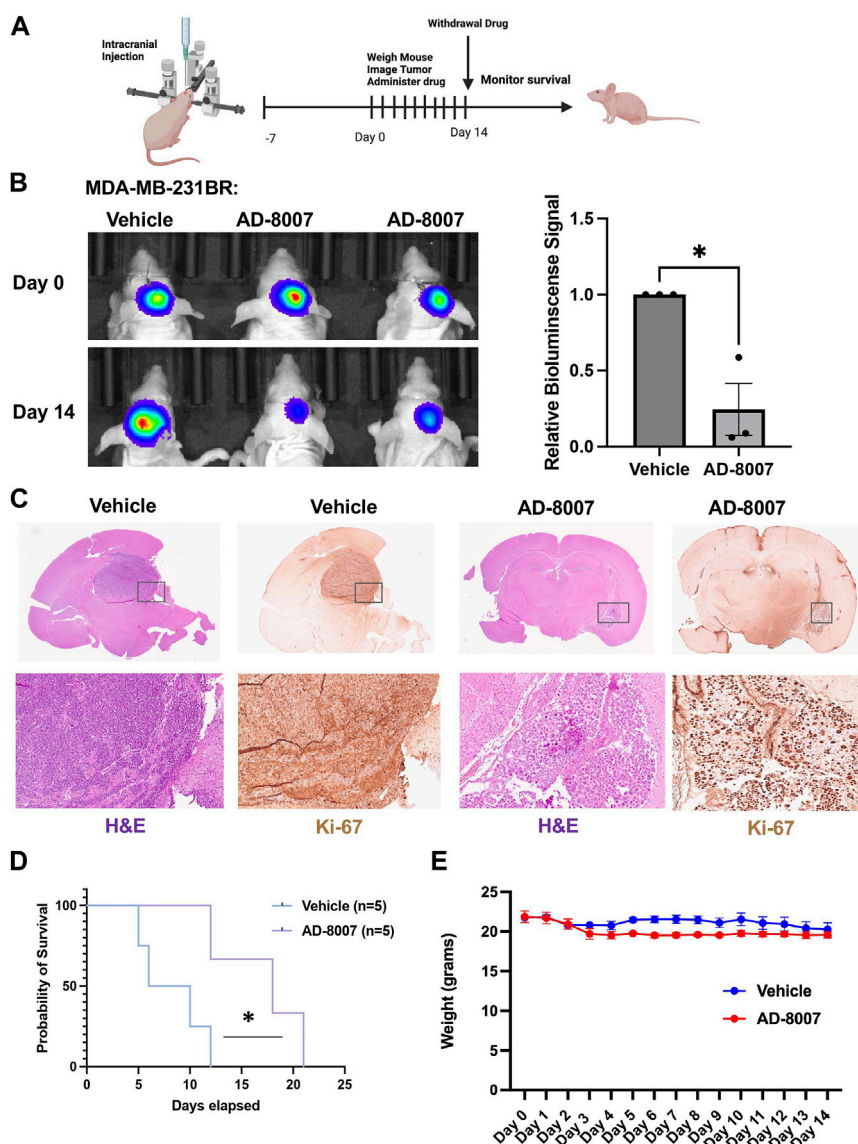 A
Intracranial
Injection
Withdrawal Drug
Weigh Mouse
Image Tumor
Administer drug
Monitor survival
-7
Day 0
Day 14
B
MDA-MB-231BR:
Vehicle
AD-8007
AD-8007
Day 0
Day 14
Relative Bioluminscense Signal
1.5
1.0
0.5
0.0
*
Vehicle
AD-8007
C
Vehicle
Vehicle
AD-8007
AD-8007
H&E
Ki-67
H&E
Ki-67
D
Probability of Survival
100
50
0
Vehicle (n=5)
AD-8007 (n=5)
*
0
5
10
15
20
25
Days elapsed
E
Weight (grams)
25
20
15
10
5
0
Vehicle
AD-8007
Day 0
Day 1
Day 2
Day 3
Day 4
Day 5
Day 6
Day 7
Day 8
Day 9
Day 10
Day 11
Day 12
Day 13
Day 14